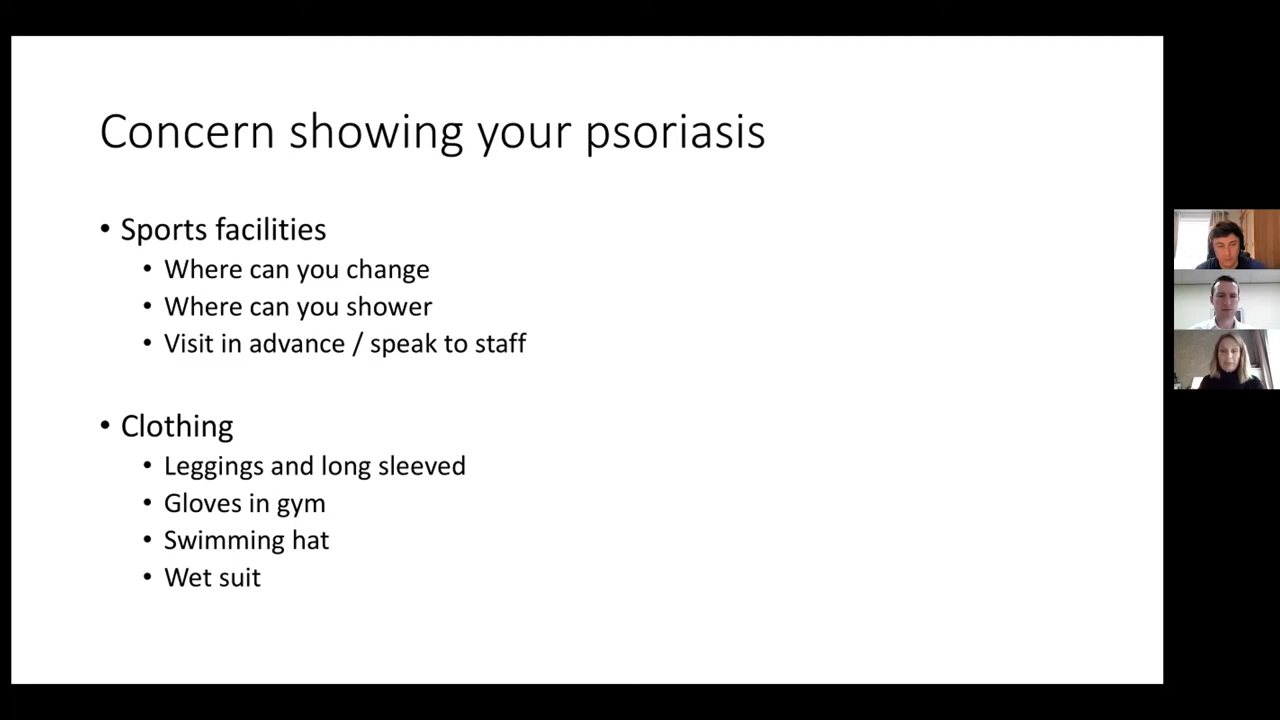 Concern showing your psoriasis
• Sports facilities
• Where can you change
• Where can you shower
• Visit in advance / speak to staff
• Clothing
• Leggings and long sleeved
• Gloves in gym
• Swimming hat
• Wet suit